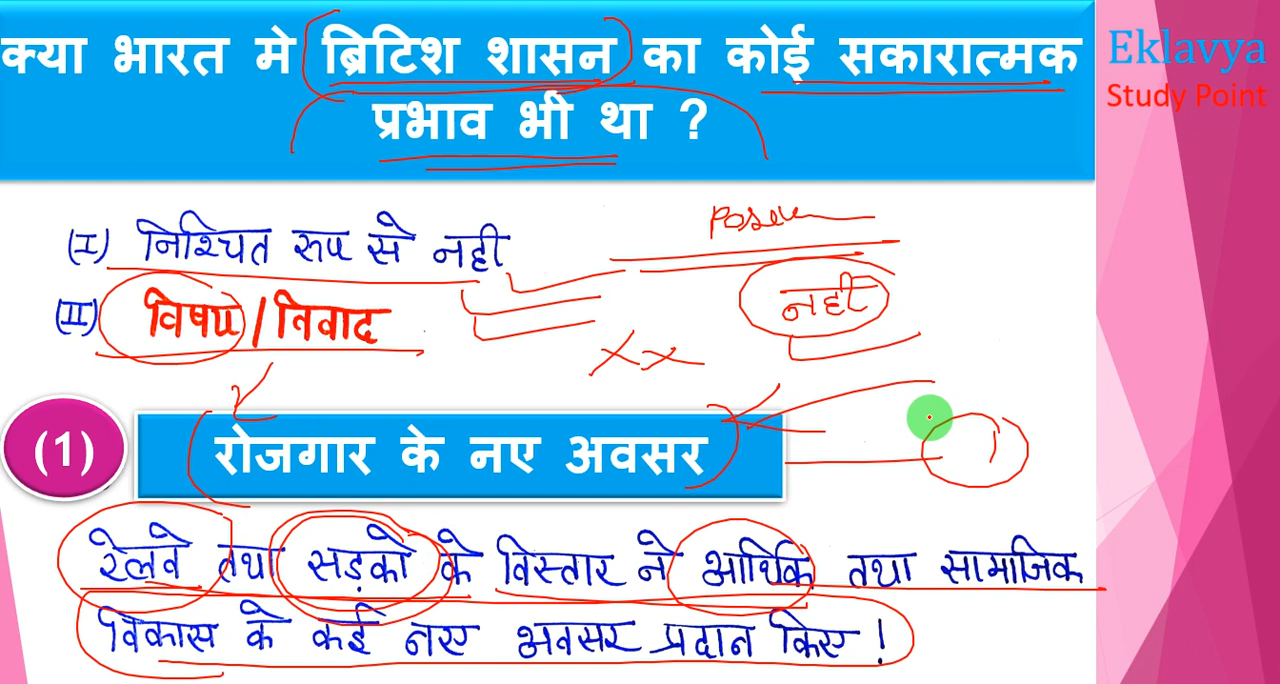 क्या भारत मे ब्रिटिश शासन का कोई सकारात्मक
प्रभाव भी था ?
Eklavya
Study Point
(I) निश्चित रूप से नही
नही
(II) विषय / विवाद
(1)
रोजगार के नए अवसर
1
रेलवे तथा सड़को के विस्तार ने आर्थिक तथा सामाजिक
विकास के कई नए अवसर प्रदान किए !